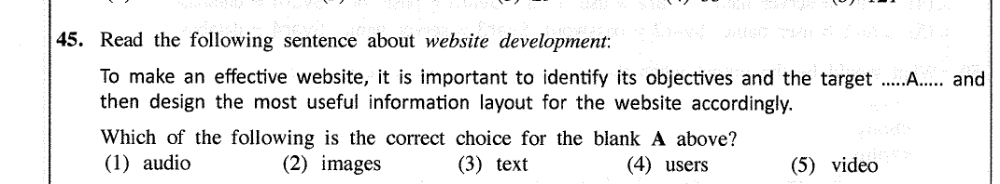 45. Read the following sentence about website development:
To make an effective website, it is important to identify its objectives and the target .....A..... and
then design the most useful information layout for the website accordingly.
Which of the following is the correct choice for the blank A above?
(1) audio (2) images (3) text (4) users (5) video